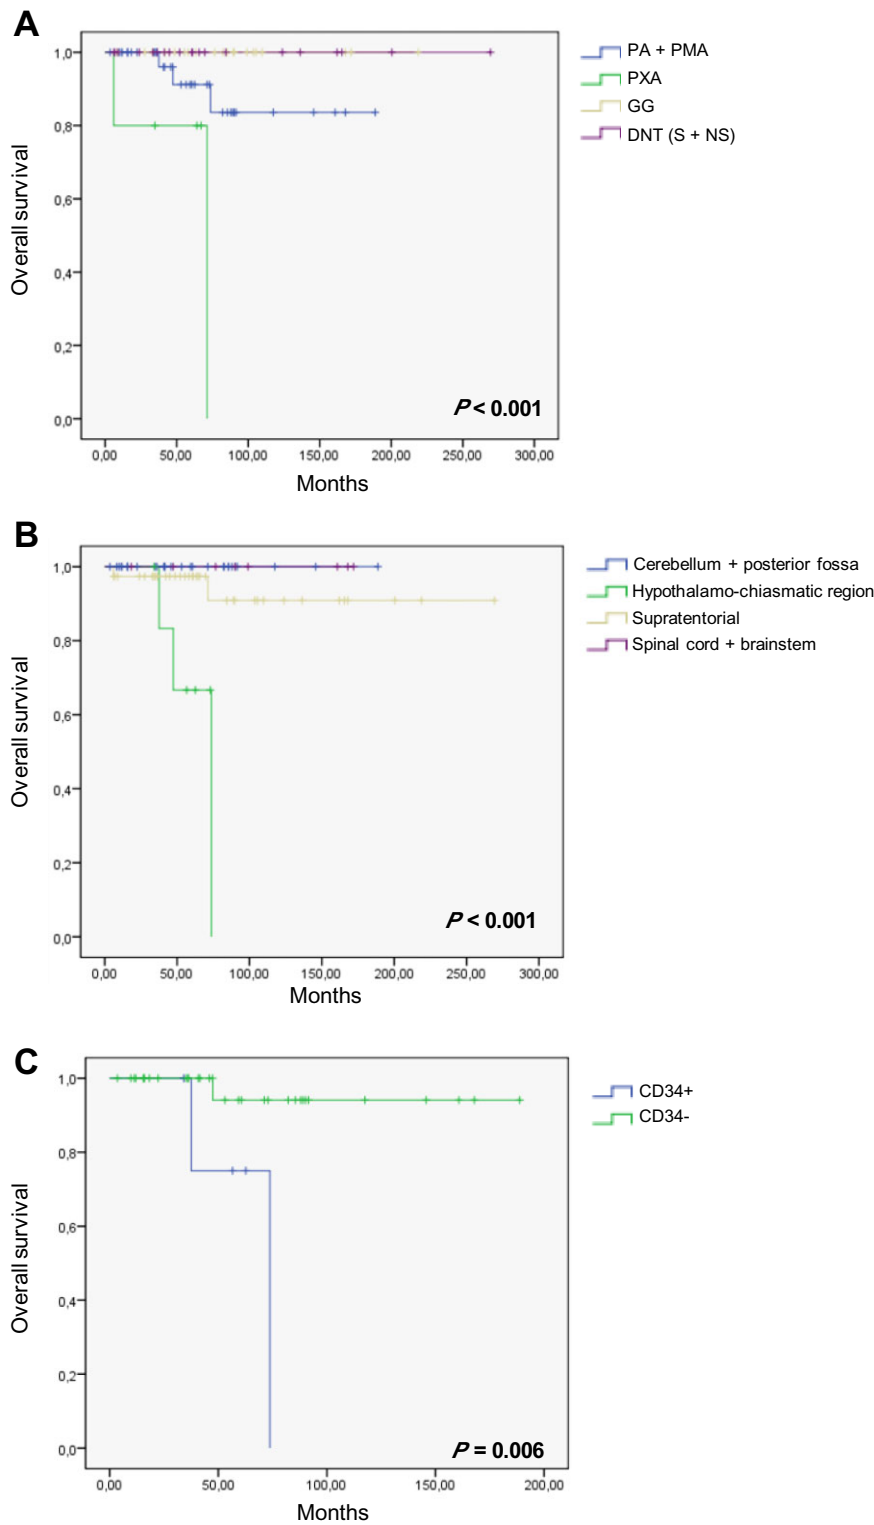 A
1,0
0,8
0,6
0,4
0,2
0,0
Overall survival
0,00 50,00 100,00 150,00 200,00 250,00 300,00
Months
P < 0.001
PA + PMA
PXA
GG
DNT (S + NS)
B
1,0
0,8
0,6
0,4
0,2
0,0
Overall survival
0,00 50,00 100,00 150,00 200,00 250,00 300,00
Months
P < 0.001
Cerebellum + posterior fossa
Hypothalamo-chiasmatic region
Supratentorial
Spinal cord + brainstem
C
1,0
0,8
0,6
0,4
0,2
0,0
Overall survival
0,00 50,00 100,00 150,00 200,00
Months
P = 0.006
CD34+
CD34-